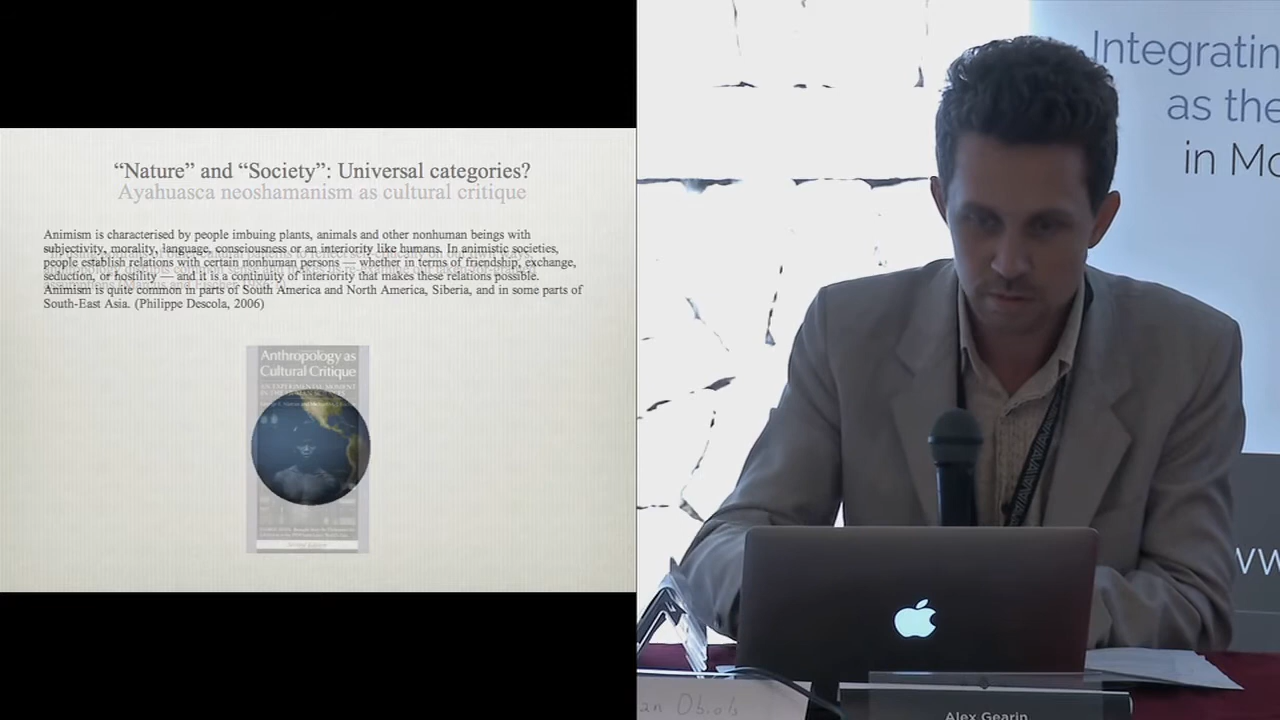 “Nature” and “Society”: Universal categories?
Ayahuasca neoshamanism as cultural critique
Animism is characterised by people imbuing plants, animals and other nonhuman beings with
subjectivity, morality, language, consciousness or an interiority like humans. In animistic societies,
people establish relations with certain nonhuman persons — whether in terms of friendship, exchange,
seduction, or hostility — and it is a continuity of interiority that makes these relations possible.
Animism is quite common in parts of South America and North America, Siberia, and in some parts of
South-East Asia. (Philippe Descola, 2006)
Anthropology as
Cultural Critique
Integratin
as the
in Mo
an Obiols
Alex Gearin